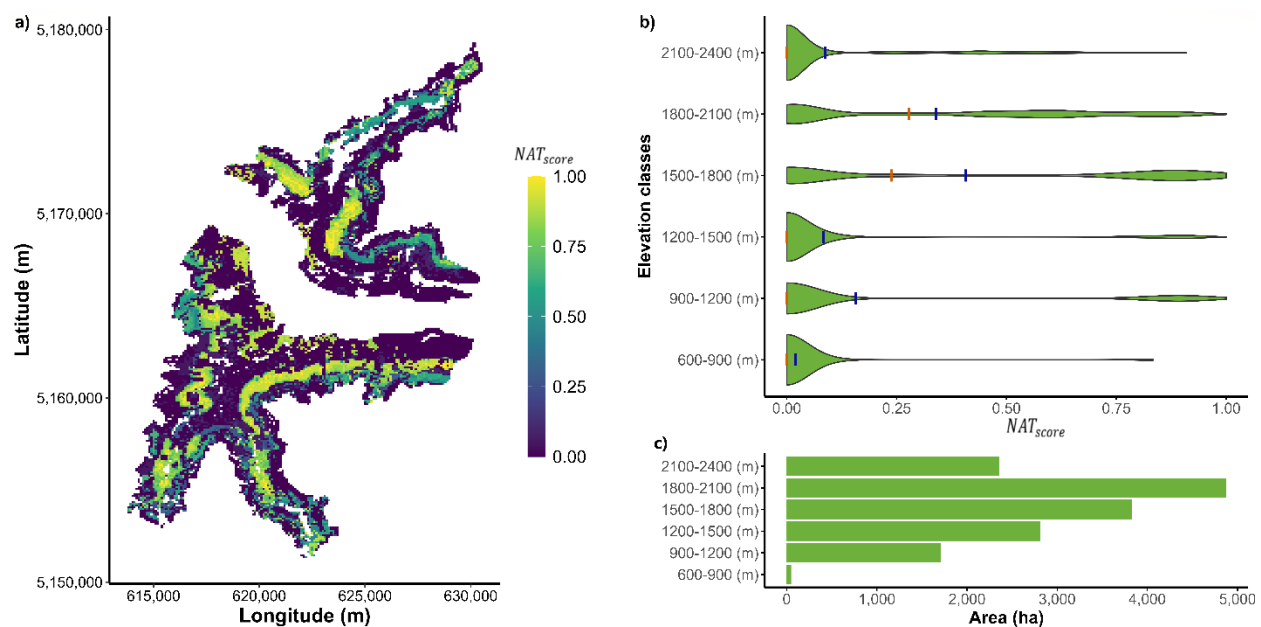 a)
5,180,000
5,170,000
5,160,000
5,150,000
Latitude (m)
615,000 620,000 625,000 630,000
Longitude (m)
NATscore
1.00
0.75
0.50
0.25
0.00
b)
2100-2400 (m)
1800-2100 (m)
1500-1800 (m)
1200-1500 (m)
900-1200 (m)
600-900 (m)
Elevation classes
0.00 0.25 0.50 0.75 1.00
NATscore
c)
2100-2400 (m)
1800-2100 (m)
1500-1800 (m)
1200-1500 (m)
900-1200 (m)
600-900 (m)
0 1,000 2,000 3,000 4,000 5,000
Area (ha)